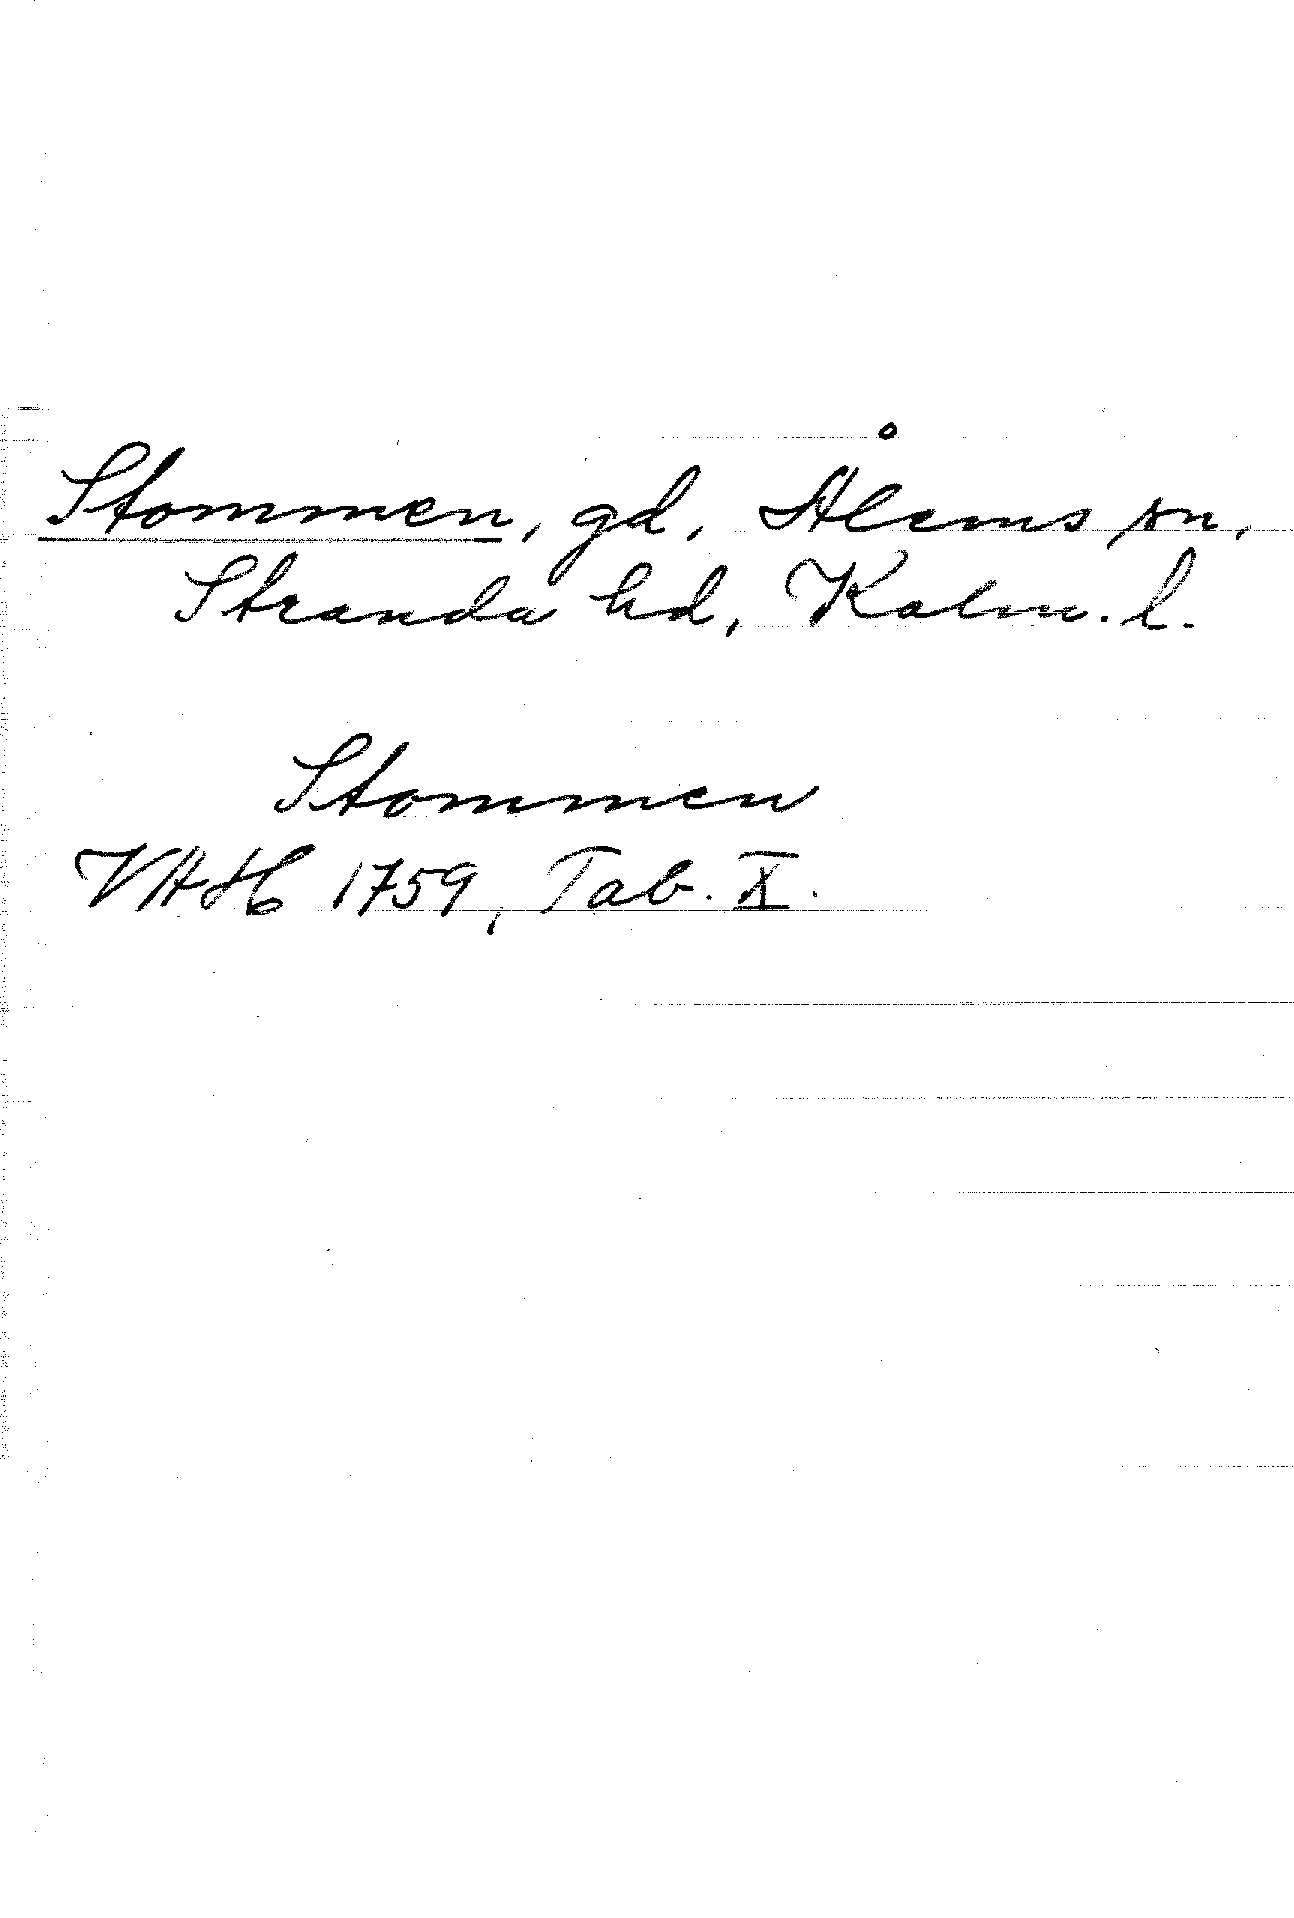 Stommen, gd, Ålems sn,
Stranda hd, Kalm. l.
Stommen
VHAH 1759, Tab. X.